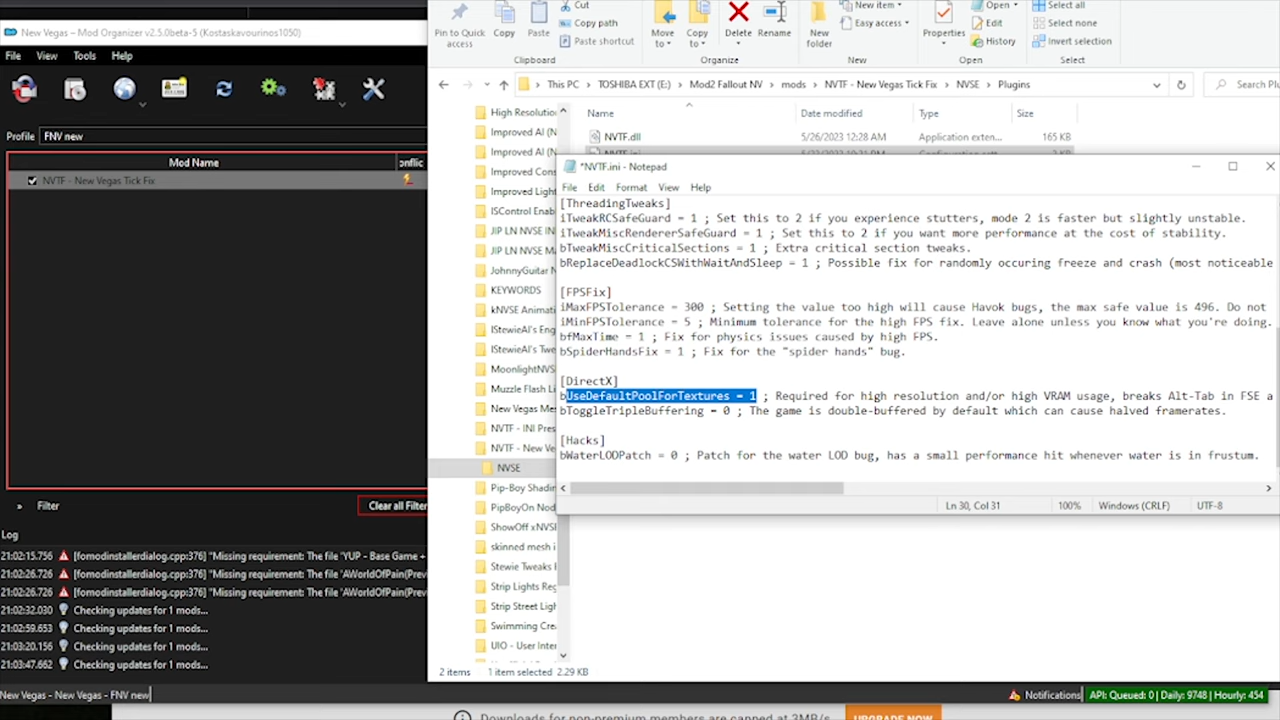 New Vegas – Mod Organizer v2.5.0beta-5 (Kostaskavourinos1050)
File View Tools Help
Profile FNV new
Mod Name
onflic
NVTF - New Vegas Tick Fix
» Filter
Clear all Filter
Log
21:02:15.756 [fomodinstallerdialog.cpp:376] "Missing requirement: The file 'YUP - Base Game +
21:02:26.726 [fomodinstallerdialog.cpp:376] "Missing requirement: The file 'AWorldOfPain(Previ
21:02:26.726 [fomodinstallerdialog.cpp:376] "Missing requirement: The file 'AWorldOfPain(Previ
21:02:32.030 Checking updates for 1 mods...
21:02:59.653 Checking updates for 1 mods...
21:03:20.156 Checking updates for 1 mods...
21:03:47.662 Checking updates for 1 mods...
New Vegas - New Vegas - FNV new
Notifications
API: Queued: 0 | Daily: 9748 | Hourly: 454
Pin to Quick access
Copy
Paste
Cut
Copy path
Paste shortcut
Clipboard
Move to
Copy to
Delete
Rename
Organize
New folder
New item
Easy access
New
Properties
Open
Edit
History
Open
Select all
Select none
Invert selection
Select
This PC > TOSHIBA EXT (E:) > Mod2 Fallout NV > mods > NVTF - New Vegas Tick Fix > NVSE > Plugins
Search Plu
Name Date modified Type Size
NVTF.dll 5/26/2023 12:28 AM Application exten... 165 KB
High Resolution
Improved AI (N
Improved AI (N
Improved Cons
Improved Light
ISControl Enab
JIP LN NVSE IN
JIP LN NVSE M
JohnnyGuitar N
KEYWORDS
kNVSE Animati
lStewieAl's Eng
lStewieAl's Twe
MoonlightNVS
Muzzle Flash Li
New Vegas Me
NVTF - INI Pres
NVTF - New Ve
NVSE
Pip-Boy Shadin
PipBoyOn Nod
ShowOff xNVSE
skinned mesh i
Stewie Tweaks
Strip Lights Reg
Strip Street Ligh
Swimming Crea
UIO - User Inter
2 items 1 item selected 2.29 KB
*NVTF.ini - Notepad
File Edit Format View Help
[ThreadingTweaks]
iTweakRCSafeGuard = 1 ; Set this to 2 if you experience stutters, mode 2 is faster but slightly unstable.
iTweakMiscRendererSafeGuard = 1 ; Set this to 2 if you want more performance at the cost of stability.
bTweakMiscCriticalSections = 1 ; Extra critical section tweaks.
bReplaceDeadlockCSWithWaitAndSleep = 1 ; Possible fix for randomly occuring freeze and crash (most noticeable
[FPSFix]
iMaxFPSTolerance = 300 ; Setting the value too high will cause Havok bugs, the max safe value is 496. Do not
iMinFPSTolerance = 5 ; Minimum tolerance for the high FPS fix. Leave alone unless you know what you're doing.
bfMaxTime = 1 ; Fix for physics issues caused by high FPS.
bSpiderHandsFix = 1 ; Fix for the "spider hands" bug.
[DirectX]
bUseDefaultPoolForTextures = 1 ; Required for high resolution and/or high VRAM usage, breaks Alt-Tab in FSE a
bToggleTripleBuffering = 0 ; The game is double-buffered by default which can cause halved framerates.
[Hacks]
bWaterLODPatch = 0 ; Patch for the water LOD bug, has a small performance hit whenever water is in frustum.
Ln 30, Col 31 100% Windows (CRLF) UTF-8
Downloads for non-premium members are capped at 3MB/s.
UPGRADE NOW